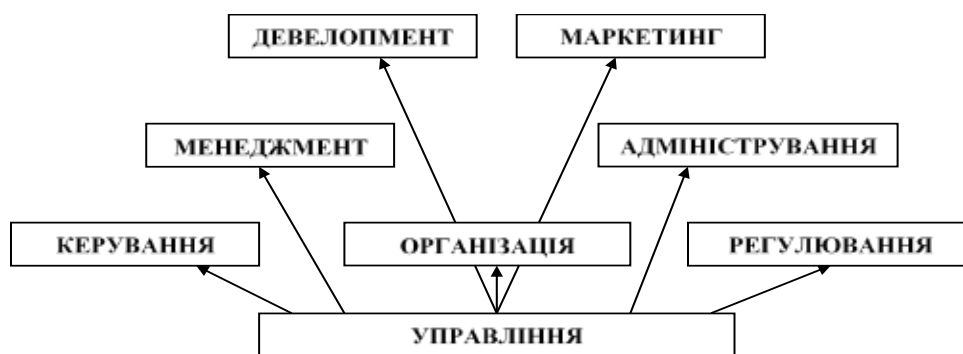 ДЕВЕЛОПМЕНТ
МАРКЕТИНГ
МЕНЕДЖМЕНТ
АДМІНІСТРУВАННЯ
КЕРУВАННЯ
ОРГАНІЗАЦІЯ
РЕГУЛЮВАННЯ
УПРАВЛІННЯ